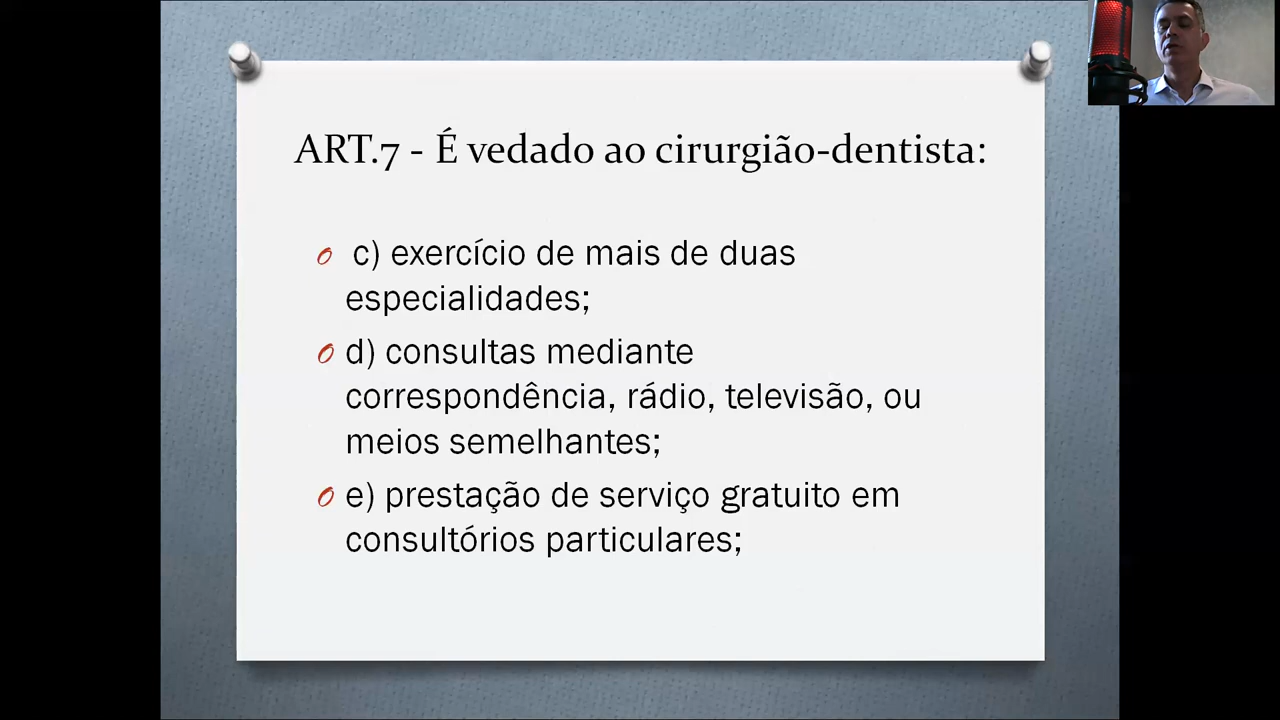 ART.7 - É vedado ao cirurgião-dentista:
c) exercício de mais de duas
especialidades;
d) consultas mediante
correspondência, rádio, televisão, ou
meios semelhantes;
e) prestação de serviço gratuito em
consultórios particulares;